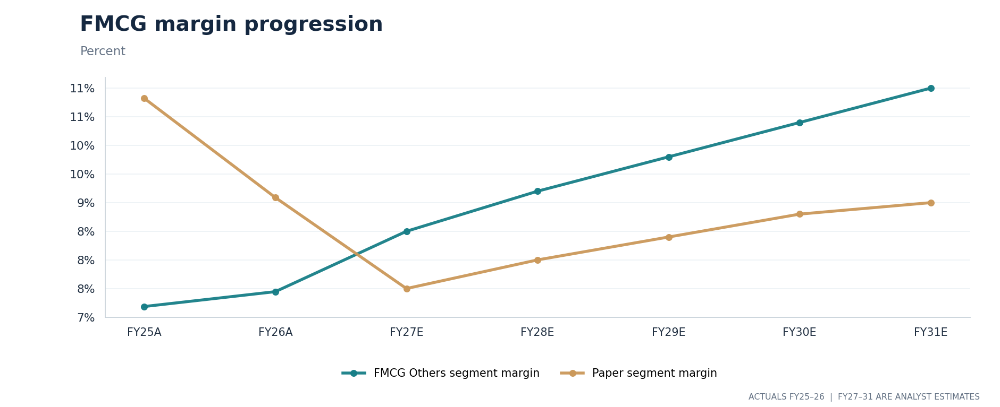 FMCG margin progression
Percent
11%
11%
10%
10%
9%
8%
8%
8%
7%
FY25A FY26A FY27E FY28E FY29E FY30E FY31E
FMCG Others segment margin Paper segment margin
ACTUALS FY25–26 | FY27–31 ARE ANALYST ESTIMATES